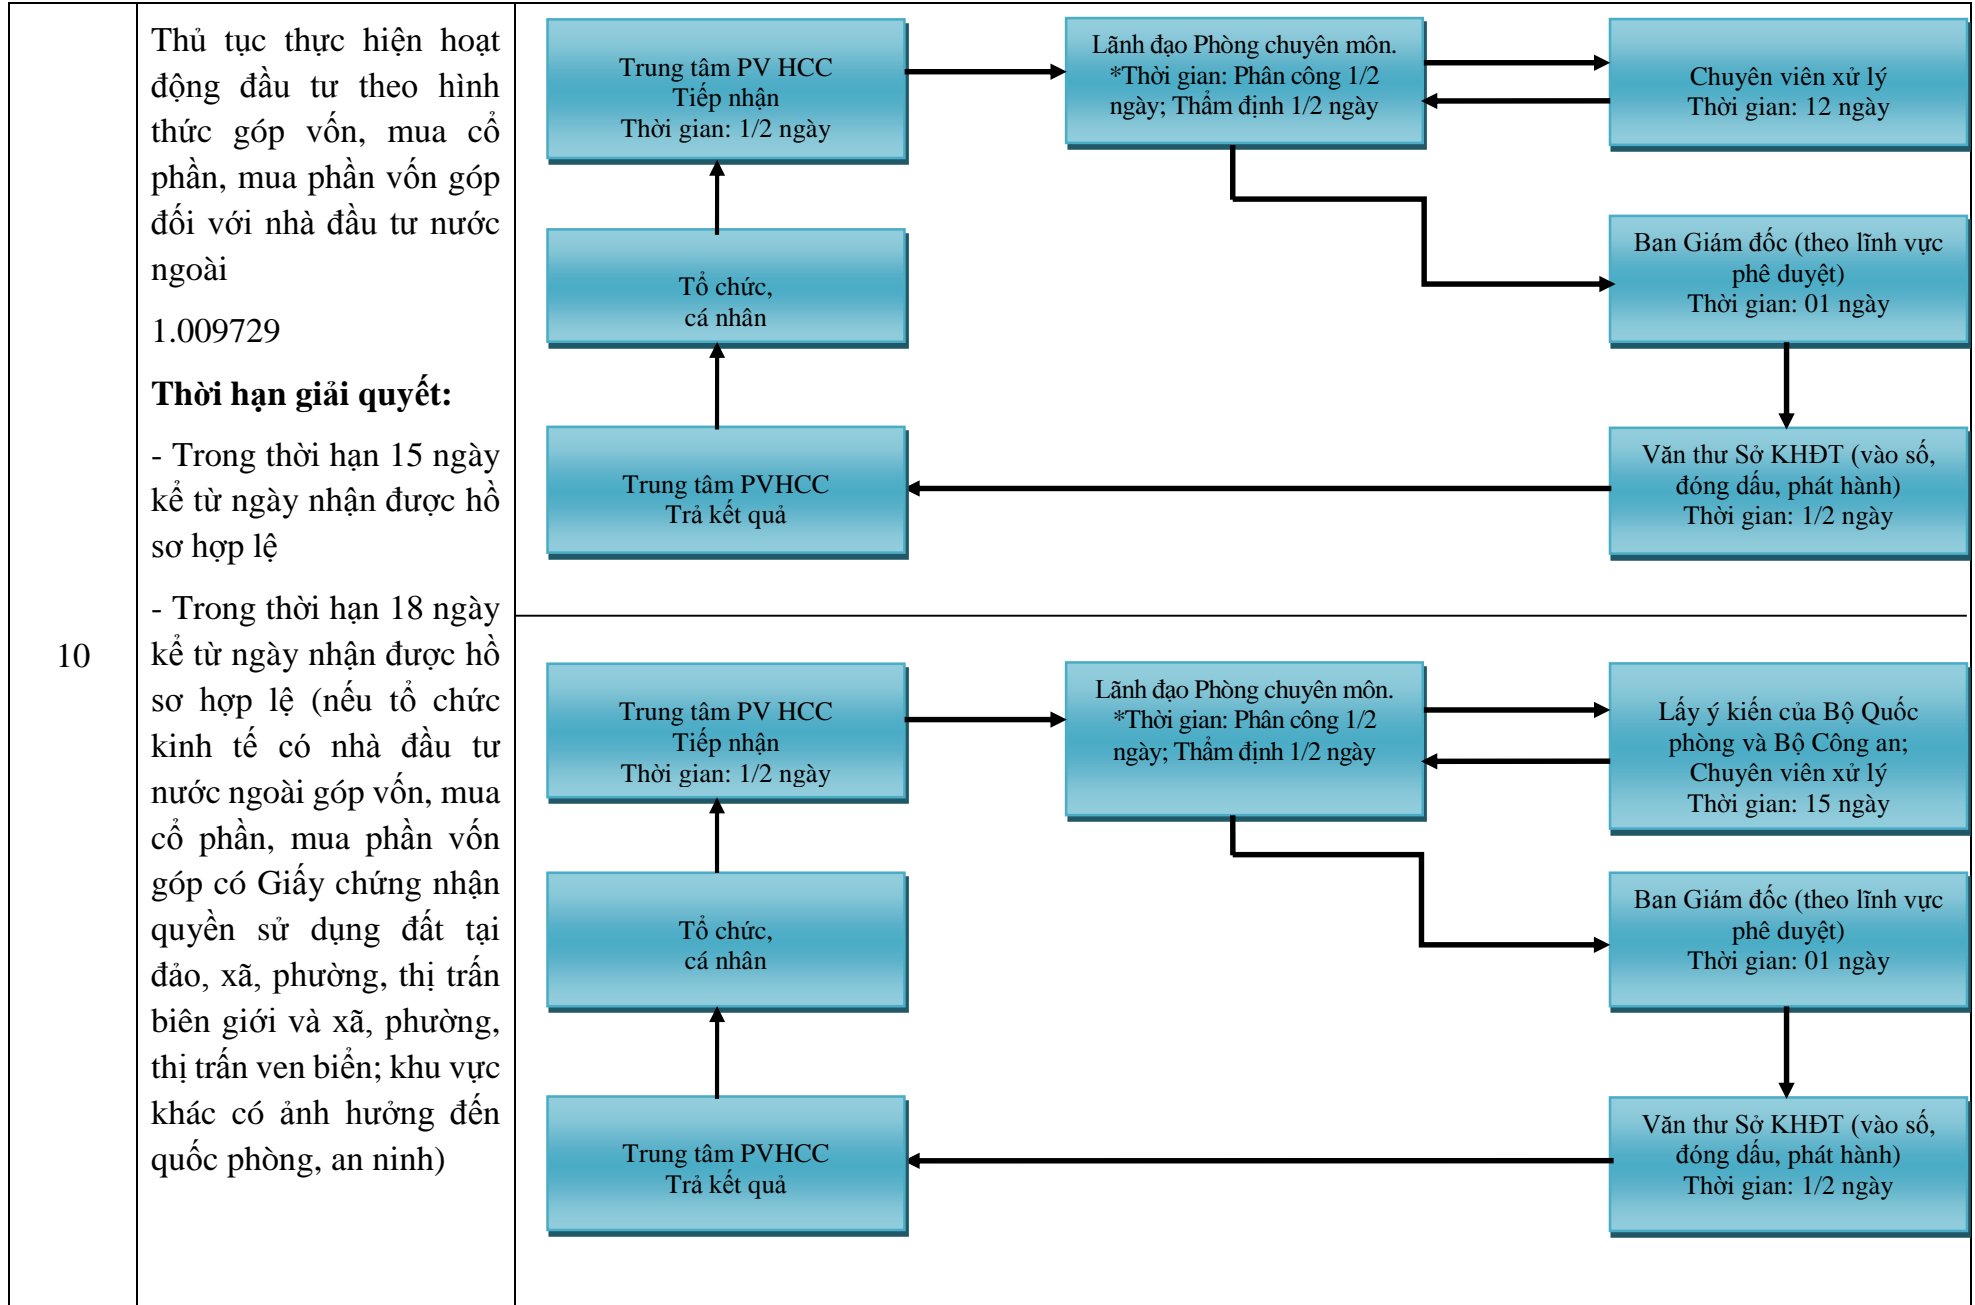 10
Thủ tục thực hiện hoạt
động đầu tư theo hình
thức góp vốn, mua cổ
phần, mua phần vốn góp
đối với nhà đầu tư nước
ngoài
1.009729
Thời hạn giải quyết:
- Trong thời hạn 15 ngày
kể từ ngày nhận được hồ
sơ hợp lệ
- Trong thời hạn 18 ngày
kể từ ngày nhận được hồ
sơ hợp lệ (nếu tổ chức
kinh tế có nhà đầu tư
nước ngoài góp vốn, mua
cổ phần, mua phần vốn
góp có Giấy chứng nhận
quyền sử dụng đất tại
đảo, xã, phường, thị trấn
biên giới và xã, phường,
thị trấn ven biển; khu vực
khác có ảnh hưởng đến
quốc phòng, an ninh)
Trung tâm PV HCC
Tiếp nhận
Thời gian: 1/2 ngày
Lãnh đạo Phòng chuyên môn.
*Thời gian: Phân công 1/2
ngày; Thẩm định 1/2 ngày
Chuyên viên xử lý
Thời gian: 12 ngày
Tổ chức,
cá nhân
Ban Giám đốc (theo lĩnh vực
phê duyệt)
Thời gian: 01 ngày
Trung tâm PVHCC
Trả kết quả
Văn thư Sở KHĐT (vào số,
đóng dấu, phát hành)
Thời gian: 1/2 ngày
Trung tâm PV HCC
Tiếp nhận
Thời gian: 1/2 ngày
Lãnh đạo Phòng chuyên môn.
*Thời gian: Phân công 1/2
ngày; Thẩm định 1/2 ngày
Lấy ý kiến của Bộ Quốc
phòng và Bộ Công an;
Chuyên viên xử lý
Thời gian: 15 ngày
Tổ chức,
cá nhân
Ban Giám đốc (theo lĩnh vực
phê duyệt)
Thời gian: 01 ngày
Trung tâm PVHCC
Trả kết quả
Văn thư Sở KHĐT (vào số,
đóng dấu, phát hành)
Thời gian: 1/2 ngày